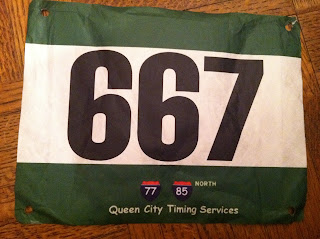 667
77 85 NORTH
Queen City Timing Services